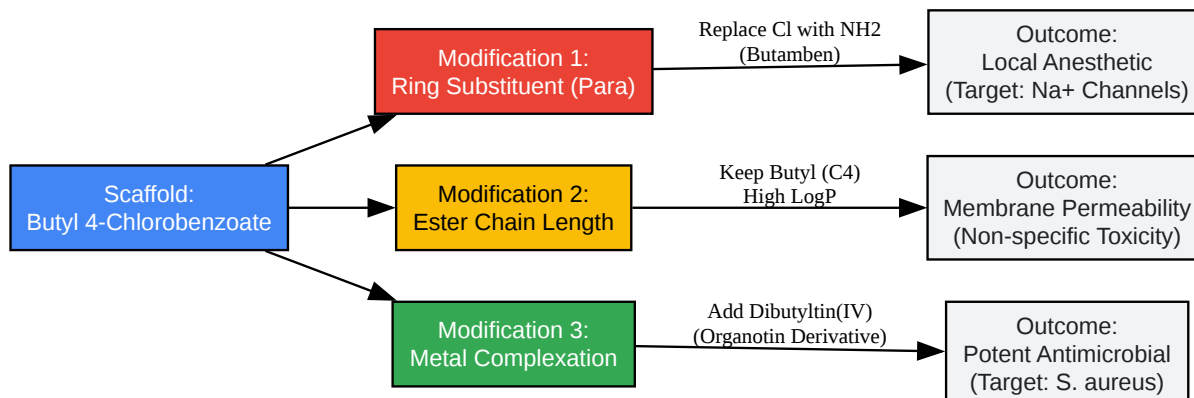 Scaffold:
Butyl 4-Chlorobenzoate
Modification 1:
Ring Substituent (Para)
Replace Cl with NH2
(Butamben)
Outcome:
Local Anesthetic
(Target: Na+ Channels)
Modification 2:
Ester Chain Length
Keep Butyl (C4)
High LogP
Outcome:
Membrane Permeability
(Non-specific Toxicity)
Modification 3:
Metal Complexation
Add Dibutyltin(IV)
(Organotin Derivative)
Outcome:
Potent Antimicrobial
(Target: S. aureus)